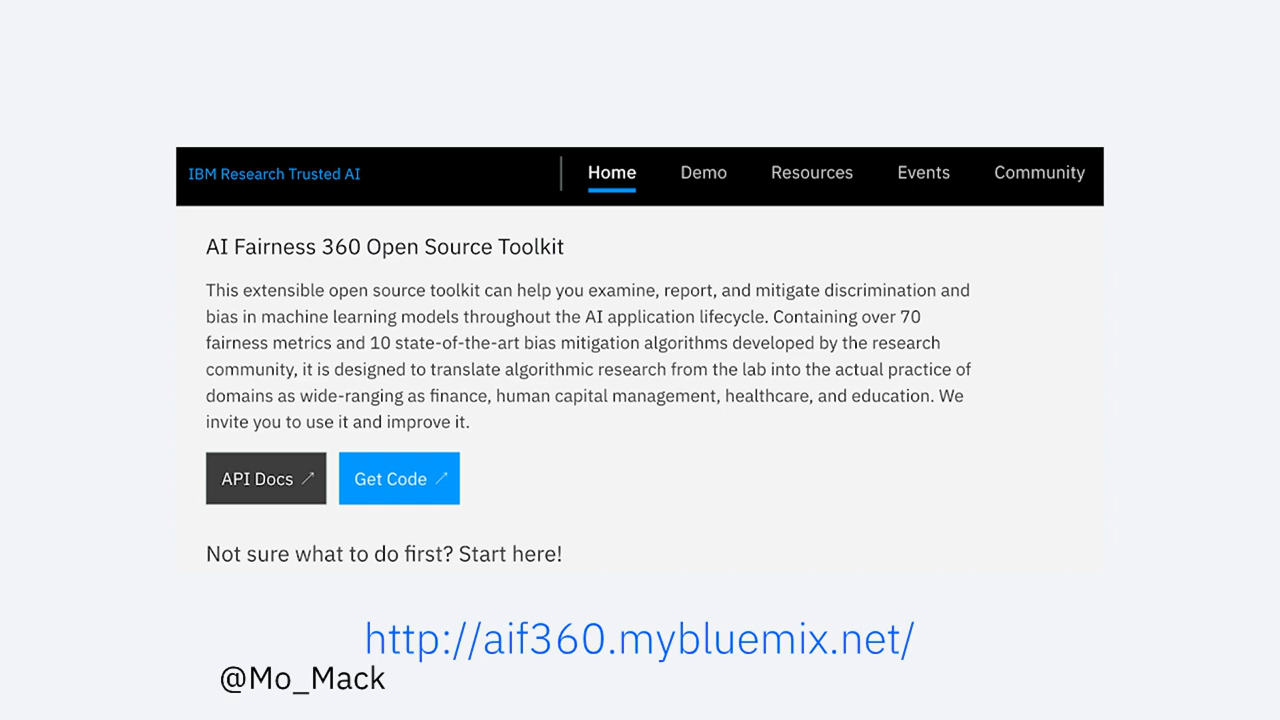 IBM Research Trusted AI
Home Demo Resources Events Community
AI Fairness 360 Open Source Toolkit
This extensible open source toolkit can help you examine, report, and mitigate discrimination and
bias in machine learning models throughout the AI application lifecycle. Containing over 70
fairness metrics and 10 state-of-the-art bias mitigation algorithms developed by the research
community, it is designed to translate algorithmic research from the lab into the actual practice of
domains as wide-ranging as finance, human capital management, healthcare, and education. We
invite you to use it and improve it.
API Docs ↗ Get Code ↗
Not sure what to do first? Start here!
http://aif360.mybluemix.net/
@Mo_Mack